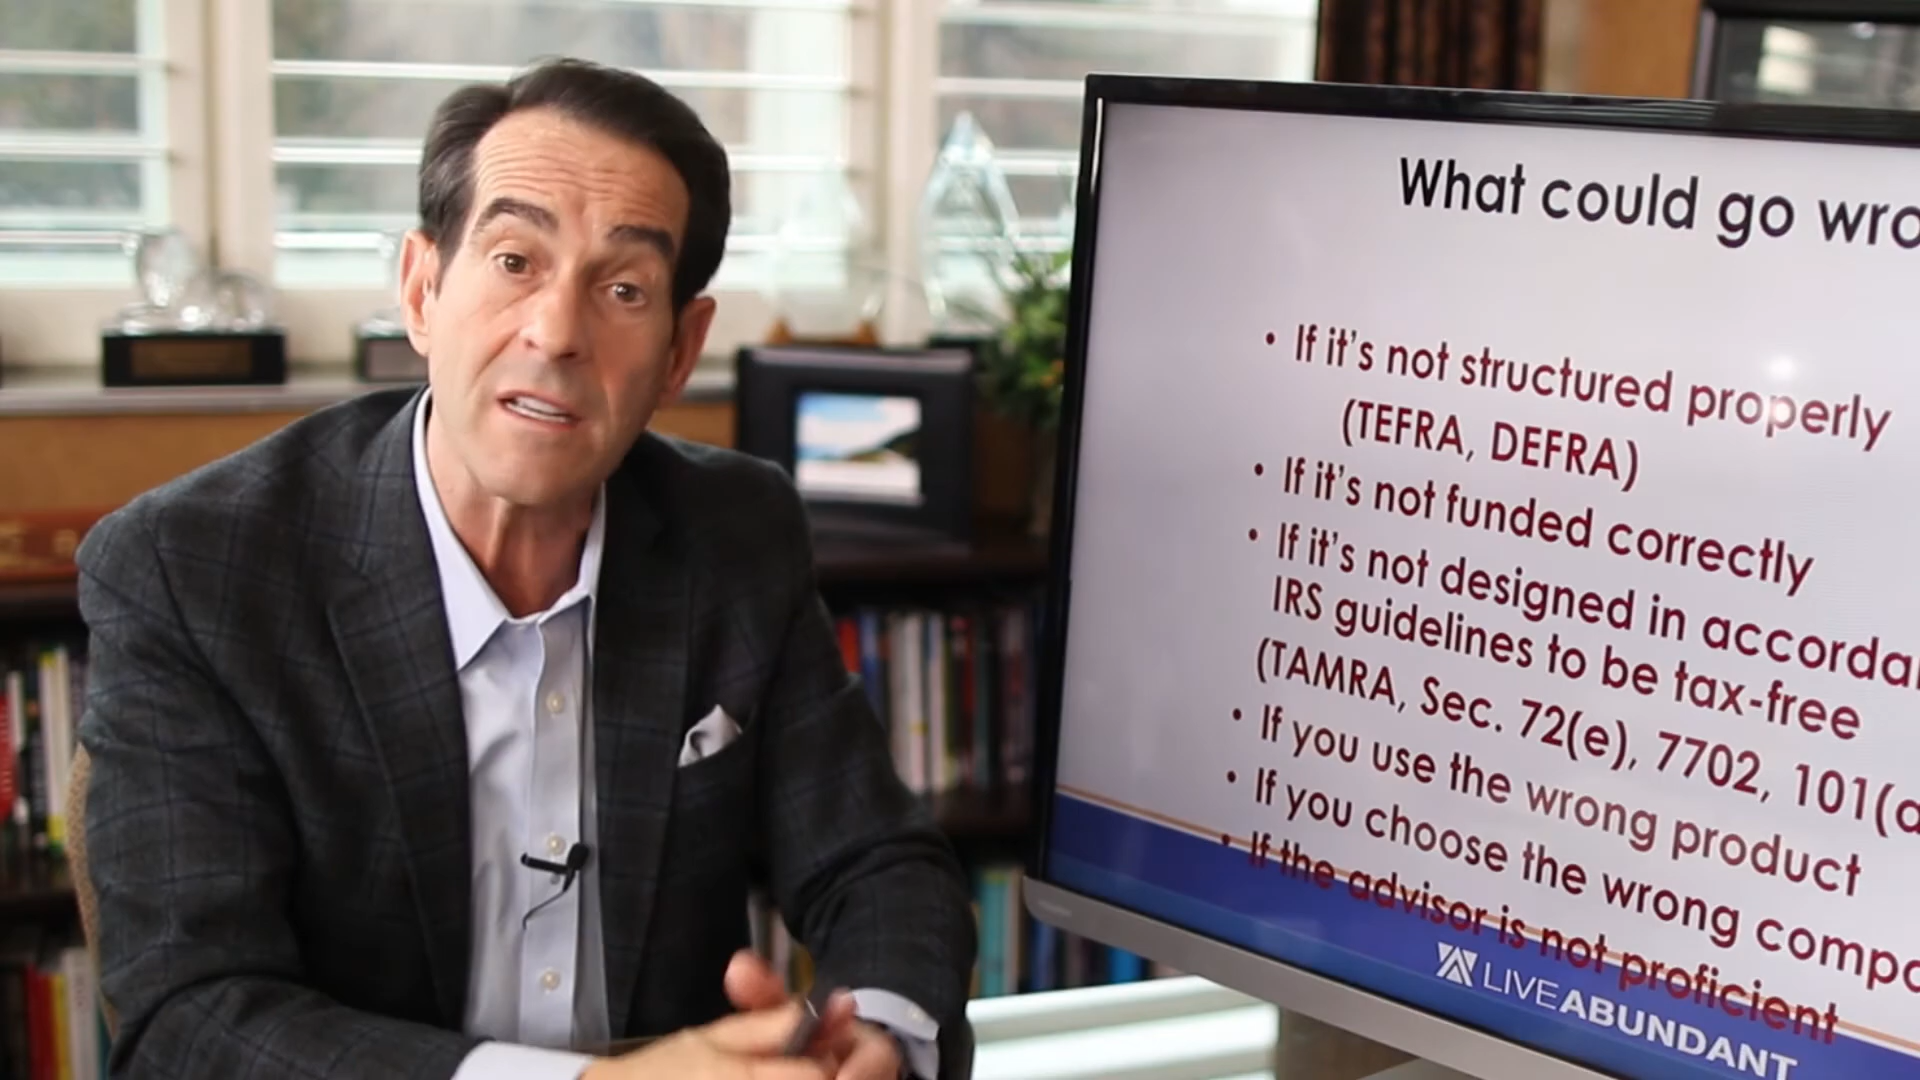 What could go wro
• If it's not structured properly
(TEFRA, DEFRA)
• If it's not funded correctly
• If it's not designed in accorda
IRS guidelines to be tax-free
(TAMRA, Sec. 72(e), 7702, 101(a
• If you use the wrong product
• If you choose the wrong compa
• If the advisor is not proficient
LIVEABUNDANT